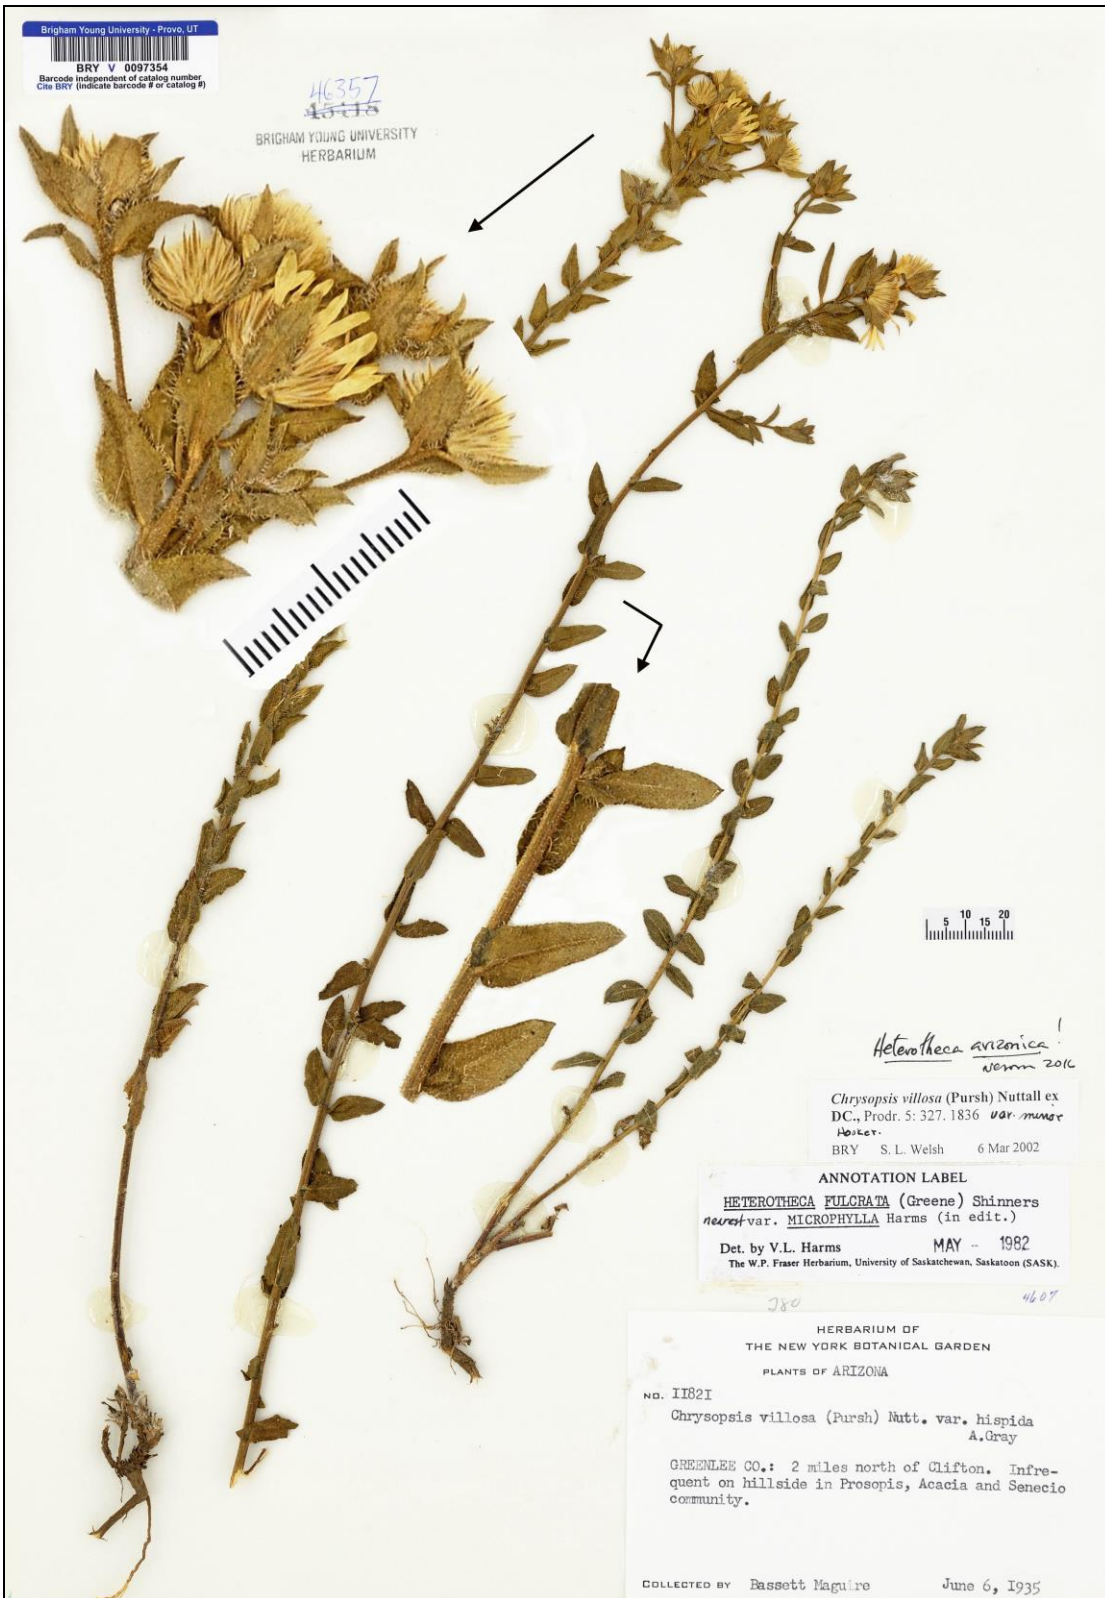 Brigham Young University - Provo, UT
BRY V 0097354
Barcode independent of catalog number
Cite BRY (indicate barcode # or catalog #)
46357
BRIGHAM YOUNG UNIVERSITY
HERBARIUM
5 10 15 20
Heterotheca arizonica!
Nesom 2016
Chrysopsis villosa (Pursh) Nuttall ex
DC., Prodr. 5: 327. 1836 var. minor
Hooker.
BRY S. L. Welsh 6 Mar 2002
ANNOTATION LABEL
HETEROTHECA FULCRATA (Greene) Shinners
nearest var. MICROPHYLLA Harms (in edit.)
Det. by V.L. Harms MAY - 1982
The W.P. Fraser Herbarium, University of Saskatchewan, Saskatoon (SASK).
4607
HERBARIUM OF
THE NEW YORK BOTANICAL GARDEN
PLANTS OF ARIZONA
NO. II82I
Chrysopsis villosa (Pursh) Nutt. var. hispida
A.Gray
GREENLEE CO.: 2 miles north of Clifton. Infre-
quent on hillside in Prosopis, Acacia and Senecio
community.
COLLECTED BY Bassett Maguire June 6, I935